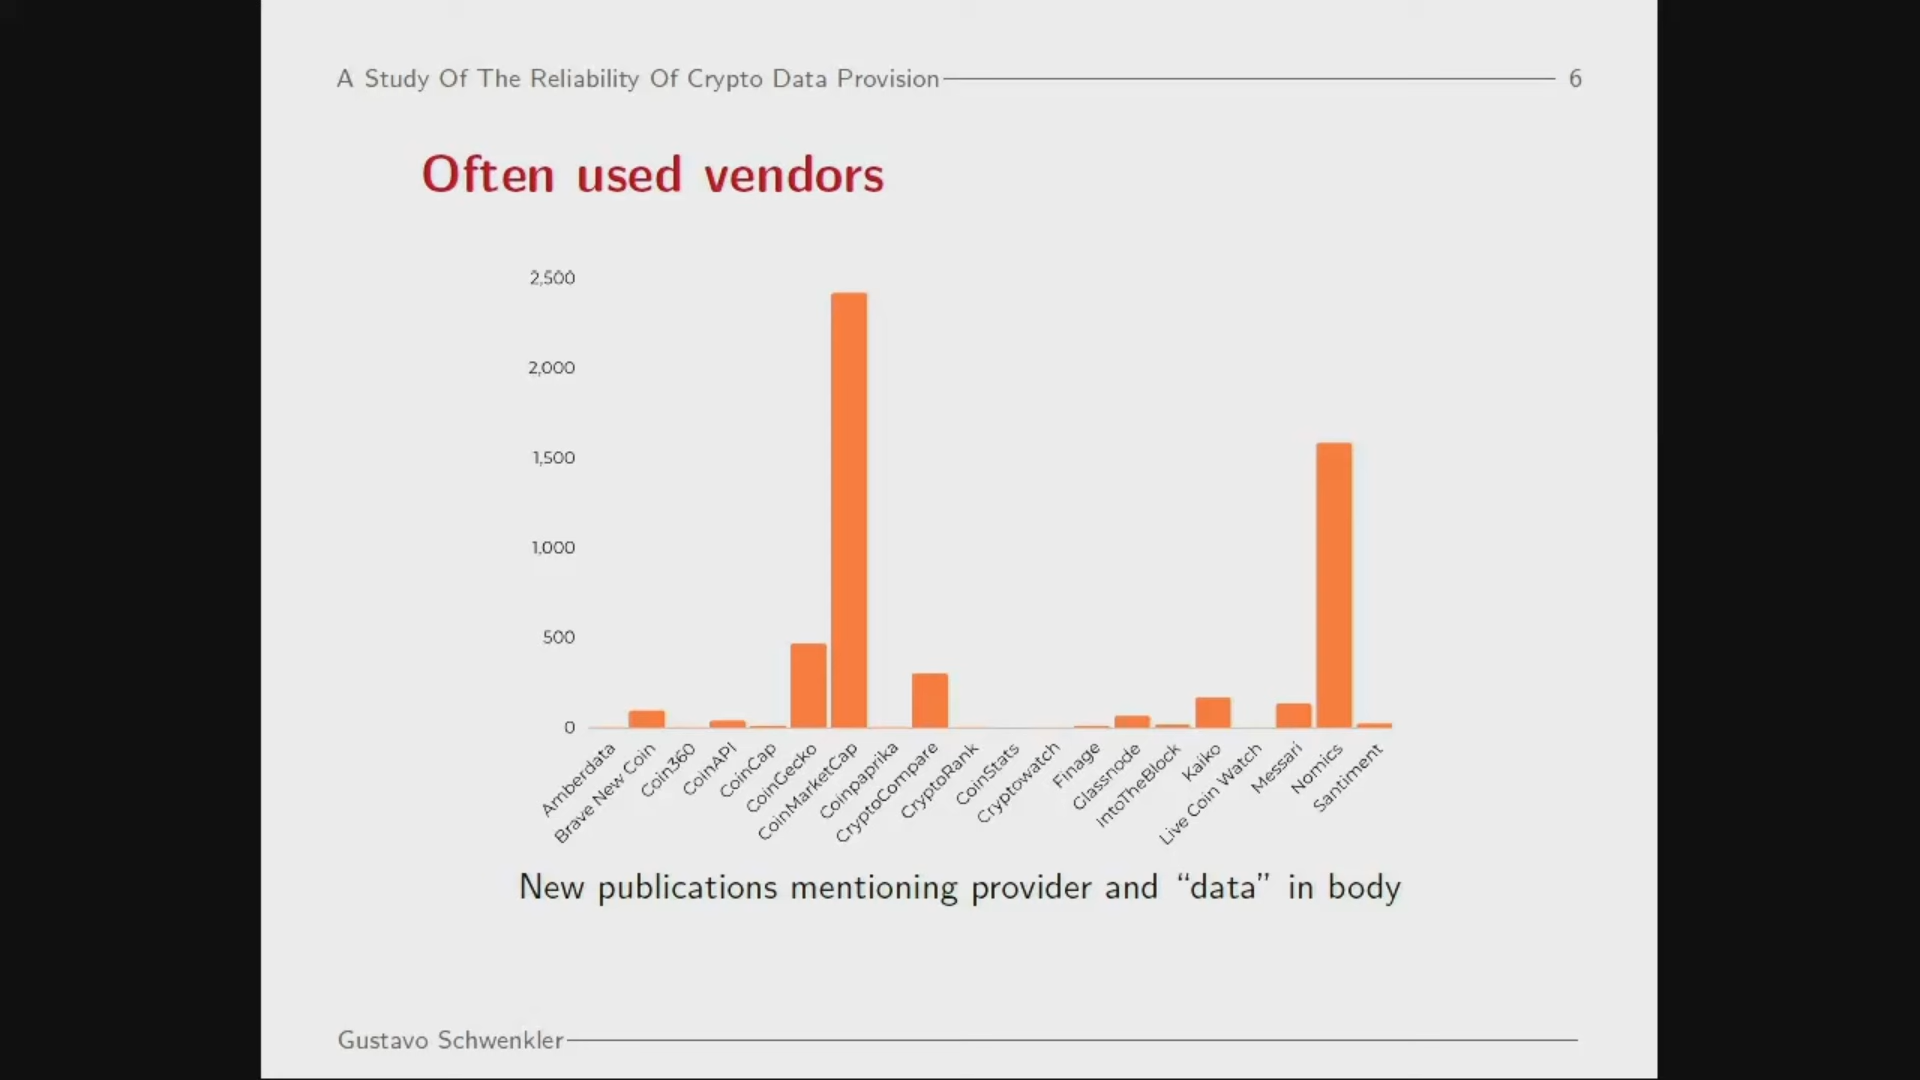 A Study Of The Reliability Of Crypto Data Provision 6
Often used vendors
2,500
2,000
1,500
1,000
500
0
Amberdata
Brave New Coin
Coin360
CoinAPI
CoinCap
CoinGecko
CoinMarketCap
Coinpaprika
CryptoCompare
CryptoRank
CoinStats
Cryptowatch
Finage
Glassnode
IntoTheBlock
Kaiko
Live Coin Watch
Messari
Nomics
Santiment
New publications mentioning provider and “data” in body
Gustavo Schwenkler